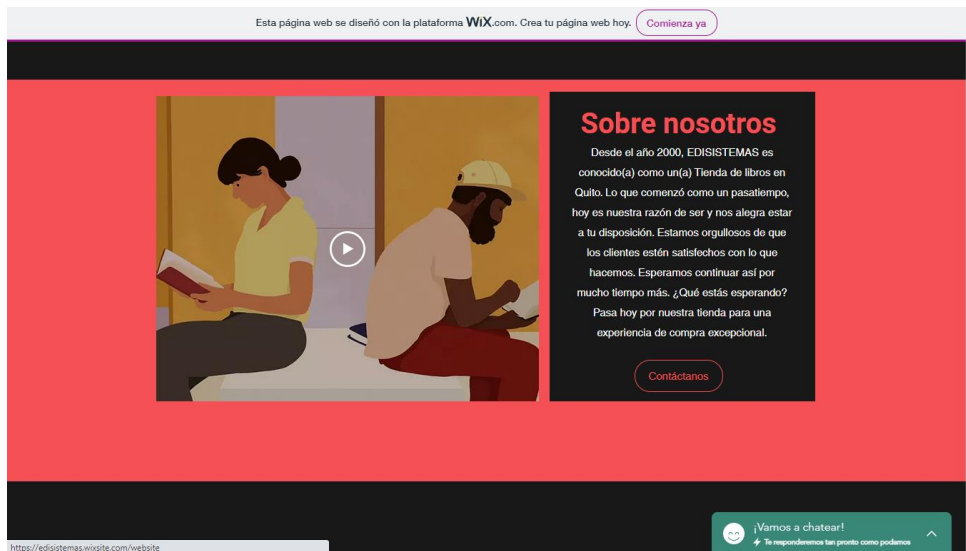 Esta página web se diseñó con la plataforma WiX.com. Crea tu página web hoy. Comienza ya
Sobre nosotros
Desde el año 2000, EDISISTEMAS es
conocido(a) como un(a) Tienda de libros en
Quito. Lo que comenzó como un pasatiempo,
hoy es nuestra razón de ser y nos alegra estar
a tu disposición. Estamos orgullosos de que
los clientes estén satisfechos con lo que
hacemos. Esperamos continuar así por
mucho tiempo más. ¿Qué estás esperando?
Pasa hoy por nuestra tienda para una
experiencia de compra excepcional.
Contáctanos
¡Vamos a chatear!
Te responderemos tan pronto como podamos
https://edisistemas.wixsite.com/website